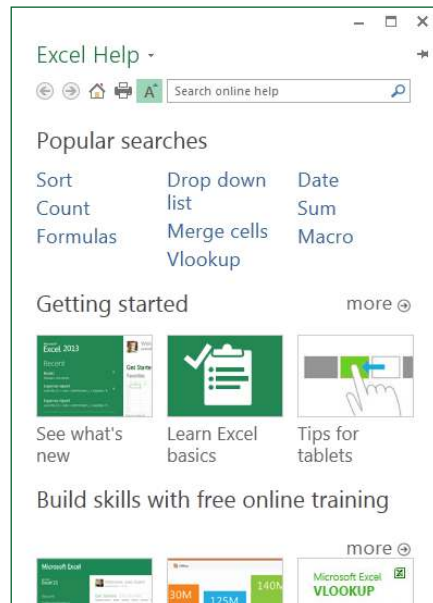 Excel Help
Search online help
Popular searches
Sort
Count
Formulas
Drop down
list
Merge cells
Vlookup
Date
Sum
Macro
Getting started
more
Excel 2013
Recent
See what's
new
Learn Excel
basics
Tips for
tablets
Build skills with free online training
more
Microsoft Excel
30M
125M
140M
Microsoft Excel
VLOOKUP